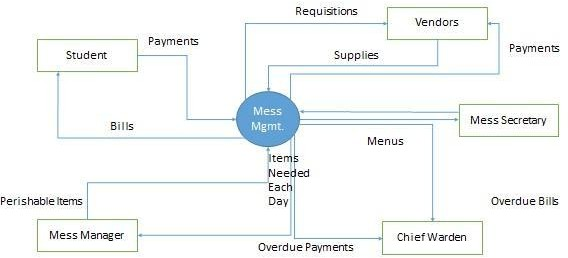 Requisitions
Vendors
Payments
Student
Payments
Supplies
Mess
Mgmt.
Mess Secretary
Bills
Menus
Items
Needed
Each
Day
Perishable Items
Overdue Bills
Mess Manager
Overdue Payments
Chief Warden